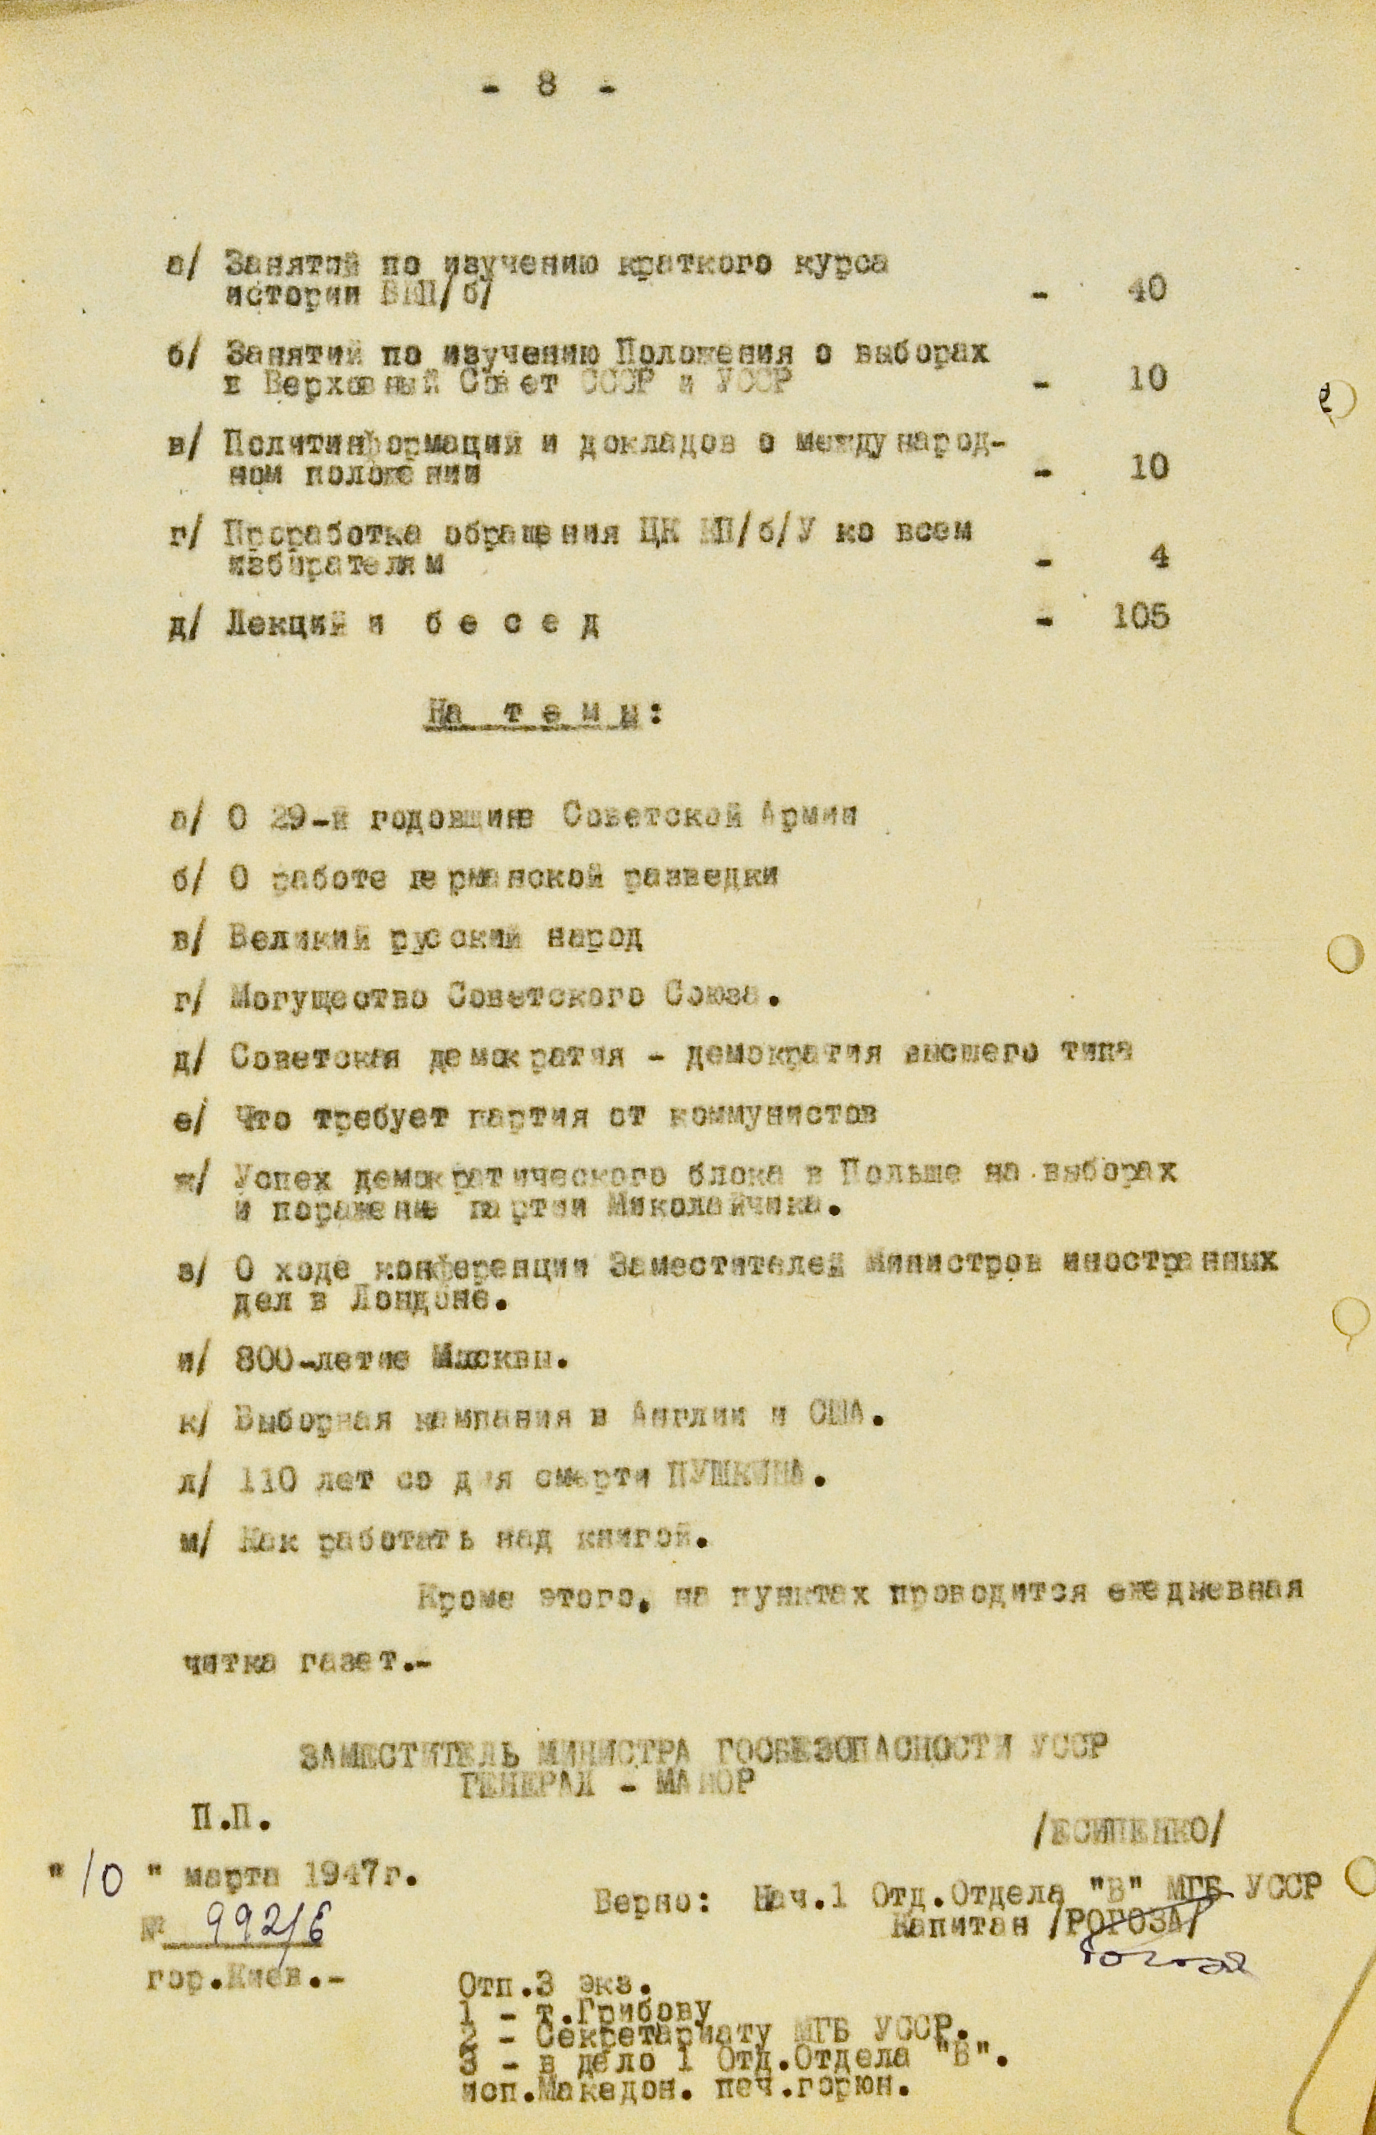 - 8 -
а/ Занятий по изучению краткого курса
истории ВКП/б/ - 40
б/ Занятий по изучению Положения о выборах
в Верховный Совет СССР и УССР - 10
в/ Политинформаций и докладов о международ-
ном положении - 10
г/ Проработка обращения ЦК КП/б/У ко всем
избирателям - 4
д/ Лекций и б е с е д - 105
На т е м ы:
а/ О 29-й годовщине Советской Армии
б/ О работе германской разведки
в/ Великий русский народ
г/ Могущество Советского Союза.
д/ Советская демократия - демократия высшего типа
е/ Что требует партия от коммунистов
ж/ Успех демократического блока в Польше на выборах
и поражение партии Миколайчика.
з/ О ходе конференции Заместителей Министров иностранных
дел в Лондоне.
и/ 800-летие Москвы.
к/ Выборная кампания в Англии и США.
л/ 110 лет со дня смерти ПУШКИНА.
м/ Как работать над книгой.
Кроме этого, на пунктах проводится ежедневная
читка газет.-
ЗАМЕСТИТЕЛЬ МИНИСТРА ГОСБЕЗОПАСНОСТИ УССР
ГЕНЕРАЛ - МАЙОР
П.П.
/ЕСИПЕНКО/
"10" марта 1947г.
Верно: Нач.1 Отд.Отдела "В" МГБ УССР
Капитан /РОГОЗА/
№ 992/6
гор.Киев.-
Отп.3 экз.
1 - т.Грибову
2 - Секретариату МГБ УССР.
3 - в дело 1 Отд.Отдела "В".
исп.Македон. печ.горюн.